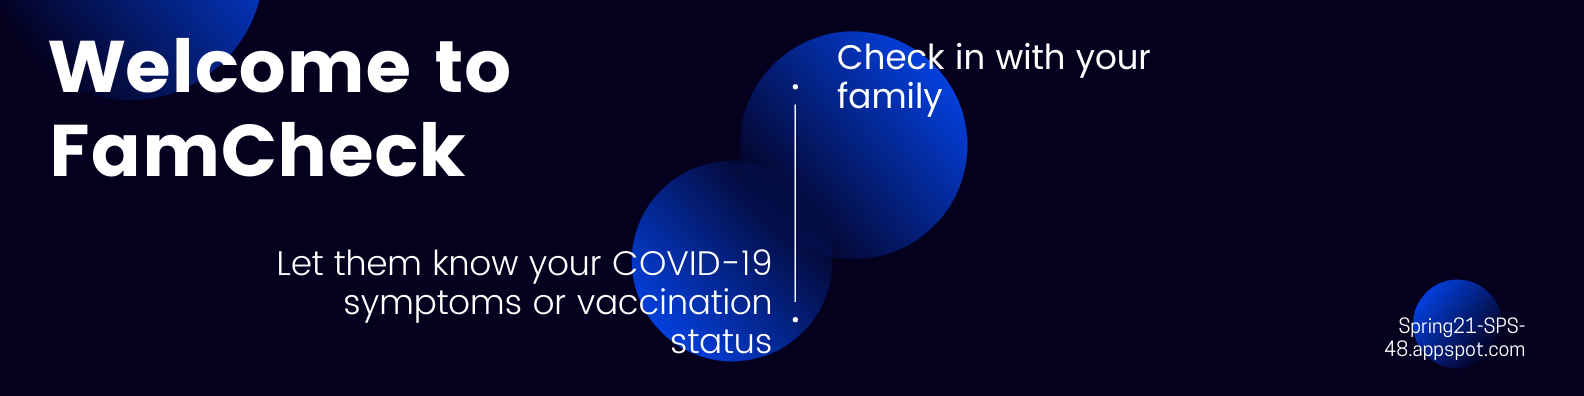 Welcome to
FamCheck
Check in with your
family
Let them know your COVID-19
symptoms or vaccination
status
Spring21-SPS-
48.appspot.com